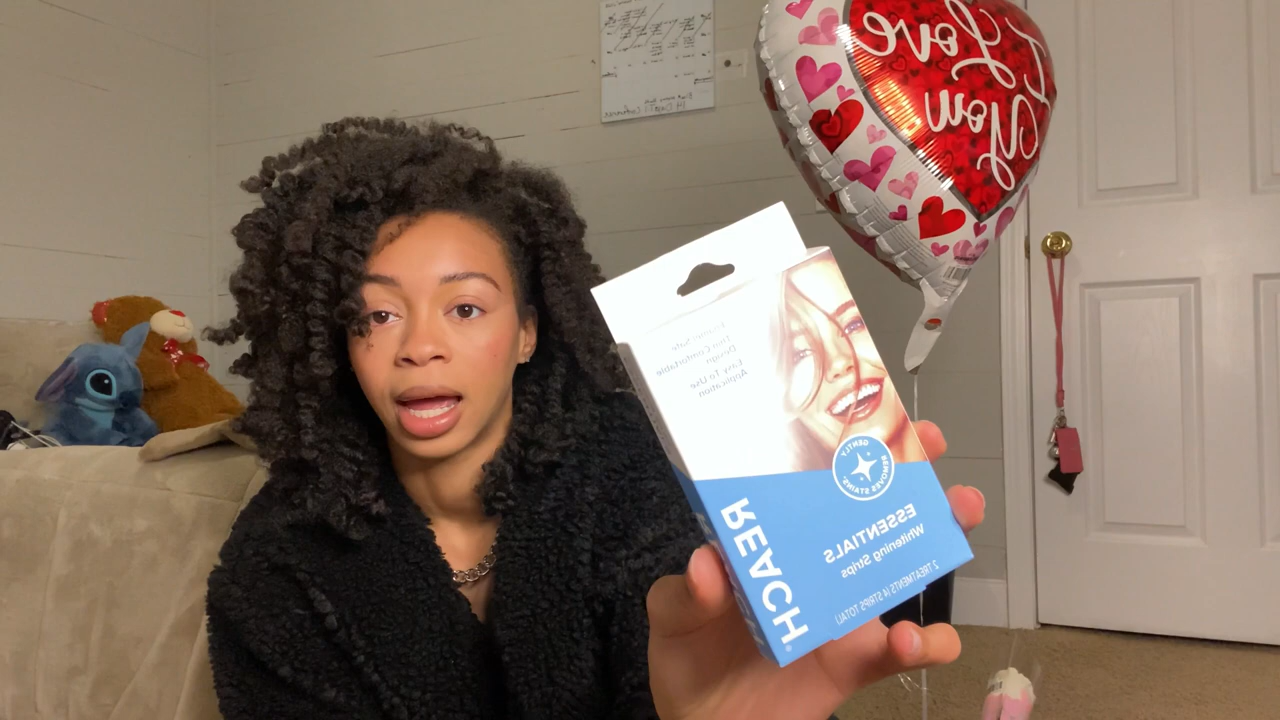 I Love
You
Enamel Safe
Thin Comfortable
Design
Easy To Use
Application
GENTLY
REMOVES STAINS
REACH®
ESSENTIALS
Whitening Strips
2 TREATMENTS (4 STRIPS TOTAL)